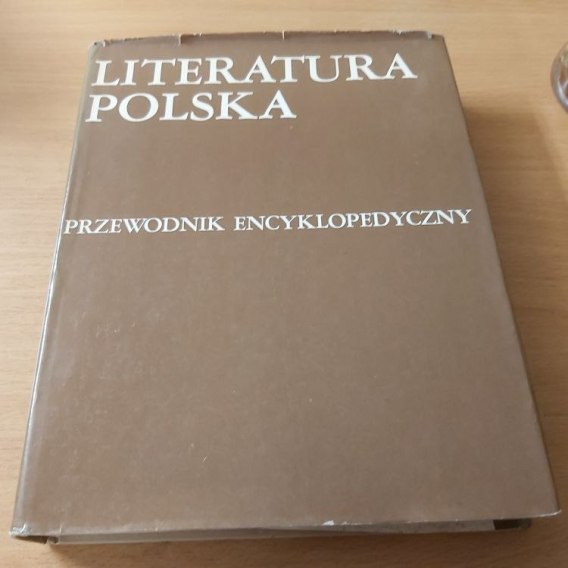 LITERATURA
POLSKA
PRZEWODNIK ENCYKLOPEDYCZNY